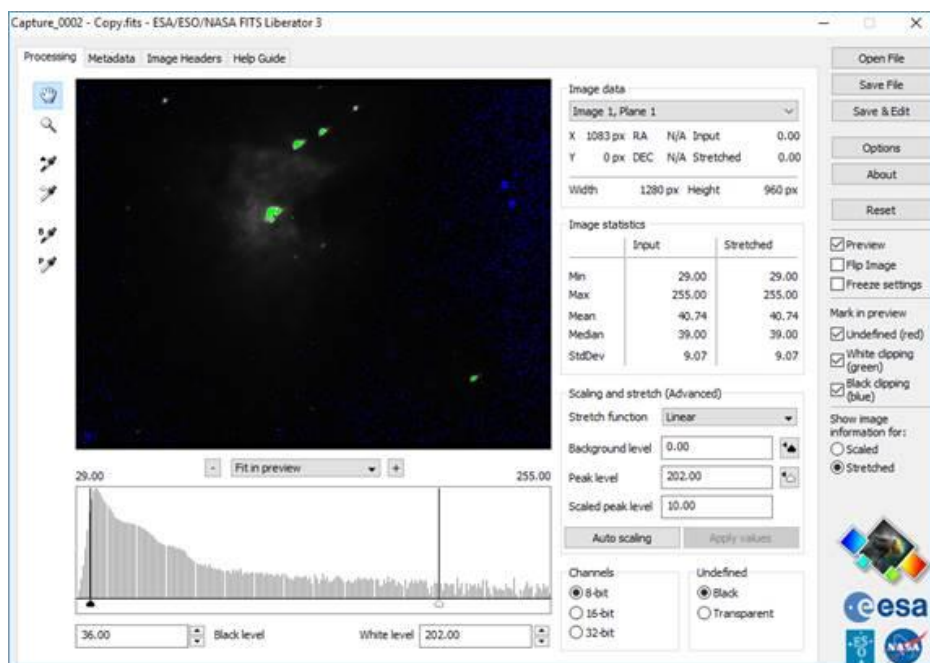 Capture_0002 - Copy.fits - ESA/ESO/NASA FITS Liberator 3
Processing Metadata Image Headers Help Guide
Open File
Save File
Save & Edit
Options
About
Reset
Preview
Flip Image
Freeze settings
Mark in preview
Undefined (red)
White clipping
(green)
Black clipping
(blue)
Show image
information for:
Scaled
Stretched
Image data
Image 1, Plane 1
X 1083 px RA N/A Input 0.00
Y 0 px DEC N/A Stretched 0.00
Width 1280 px Height 960 px
Image statistics
Input Stretched
Min 29.00 29.00
Max 255.00 255.00
Mean 40.74 40.74
Median 39.00 39.00
StdDev 9.07 9.07
Scaling and stretch (Advanced)
Stretch function Linear
Background level 0.00
Peak level 202.00
Scaled peak level 10.00
Auto scaling Apply values
Channels
8-bit
16-bit
32-bit
Undefined
Black
Transparent
- Fit in preview +
29.00 255.00
36.00 Black level White level 202.00
esa
ESO
NASA